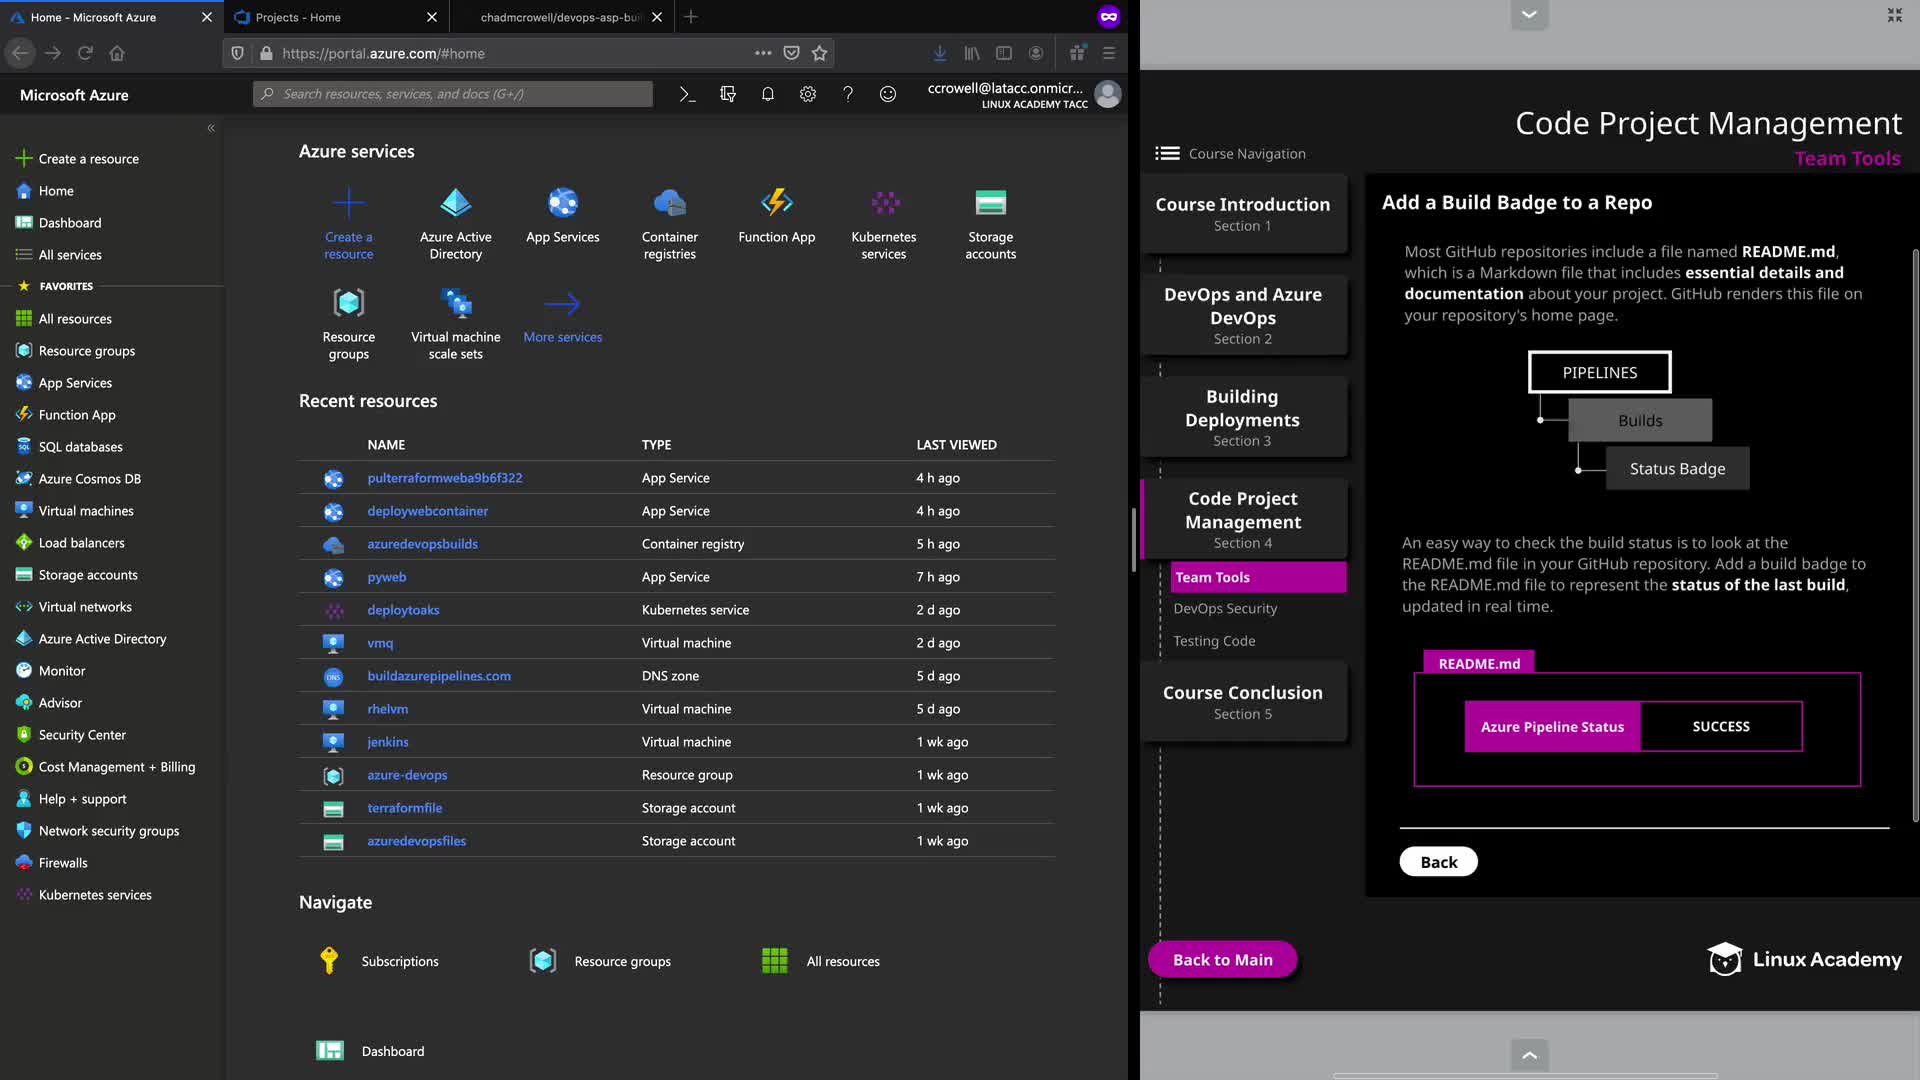 Home - Microsoft Azure
Projects - Home
chadmcrowell/devops-asp-bui
https://portal.azure.com/#home
Microsoft Azure
Search resources, services, and docs (G+/)
ccrowell@latacc.onmicr...
LINUX ACADEMY TACC
Create a resource
Home
Dashboard
All services
FAVORITES
All resources
Resource groups
App Services
Function App
SQL databases
Azure Cosmos DB
Virtual machines
Load balancers
Storage accounts
Virtual networks
Azure Active Directory
Monitor
Advisor
Security Center
Cost Management + Billing
Help + support
Network security groups
Firewalls
Kubernetes services
Azure services
Create a resource
Azure Active Directory
App Services
Container registries
Function App
Kubernetes services
Storage accounts
Resource groups
Virtual machine scale sets
More services
Recent resources
NAME TYPE LAST VIEWED
pulterraformweba9b6f322 App Service 4 h ago
deploywebcontainer App Service 4 h ago
azuredevopsbuilds Container registry 5 h ago
pyweb App Service 7 h ago
deploytoaks Kubernetes service 2 d ago
vmq Virtual machine 2 d ago
buildazurepipelines.com DNS zone 5 d ago
rhelvm Virtual machine 5 d ago
jenkins Virtual machine 1 wk ago
azure-devops Resource group 1 wk ago
terraformfile Storage account 1 wk ago
azuredevopsfiles Storage account 1 wk ago
Navigate
Subscriptions
Resource groups
All resources
Dashboard
Code Project Management
Team Tools
Course Navigation
Course Introduction
Section 1
DevOps and Azure
DevOps
Section 2
Building
Deployments
Section 3
Code Project
Management
Section 4
Team Tools
DevOps Security
Testing Code
Course Conclusion
Section 5
Back to Main
Add a Build Badge to a Repo
Most GitHub repositories include a file named README.md,
which is a Markdown file that includes essential details and
documentation about your project. GitHub renders this file on
your repository's home page.
PIPELINES
Builds
Status Badge
An easy way to check the build status is to look at the
README.md file in your GitHub repository. Add a build badge to
the README.md file to represent the status of the last build,
updated in real time.
README.md
Azure Pipeline Status SUCCESS
Back
Linux Academy